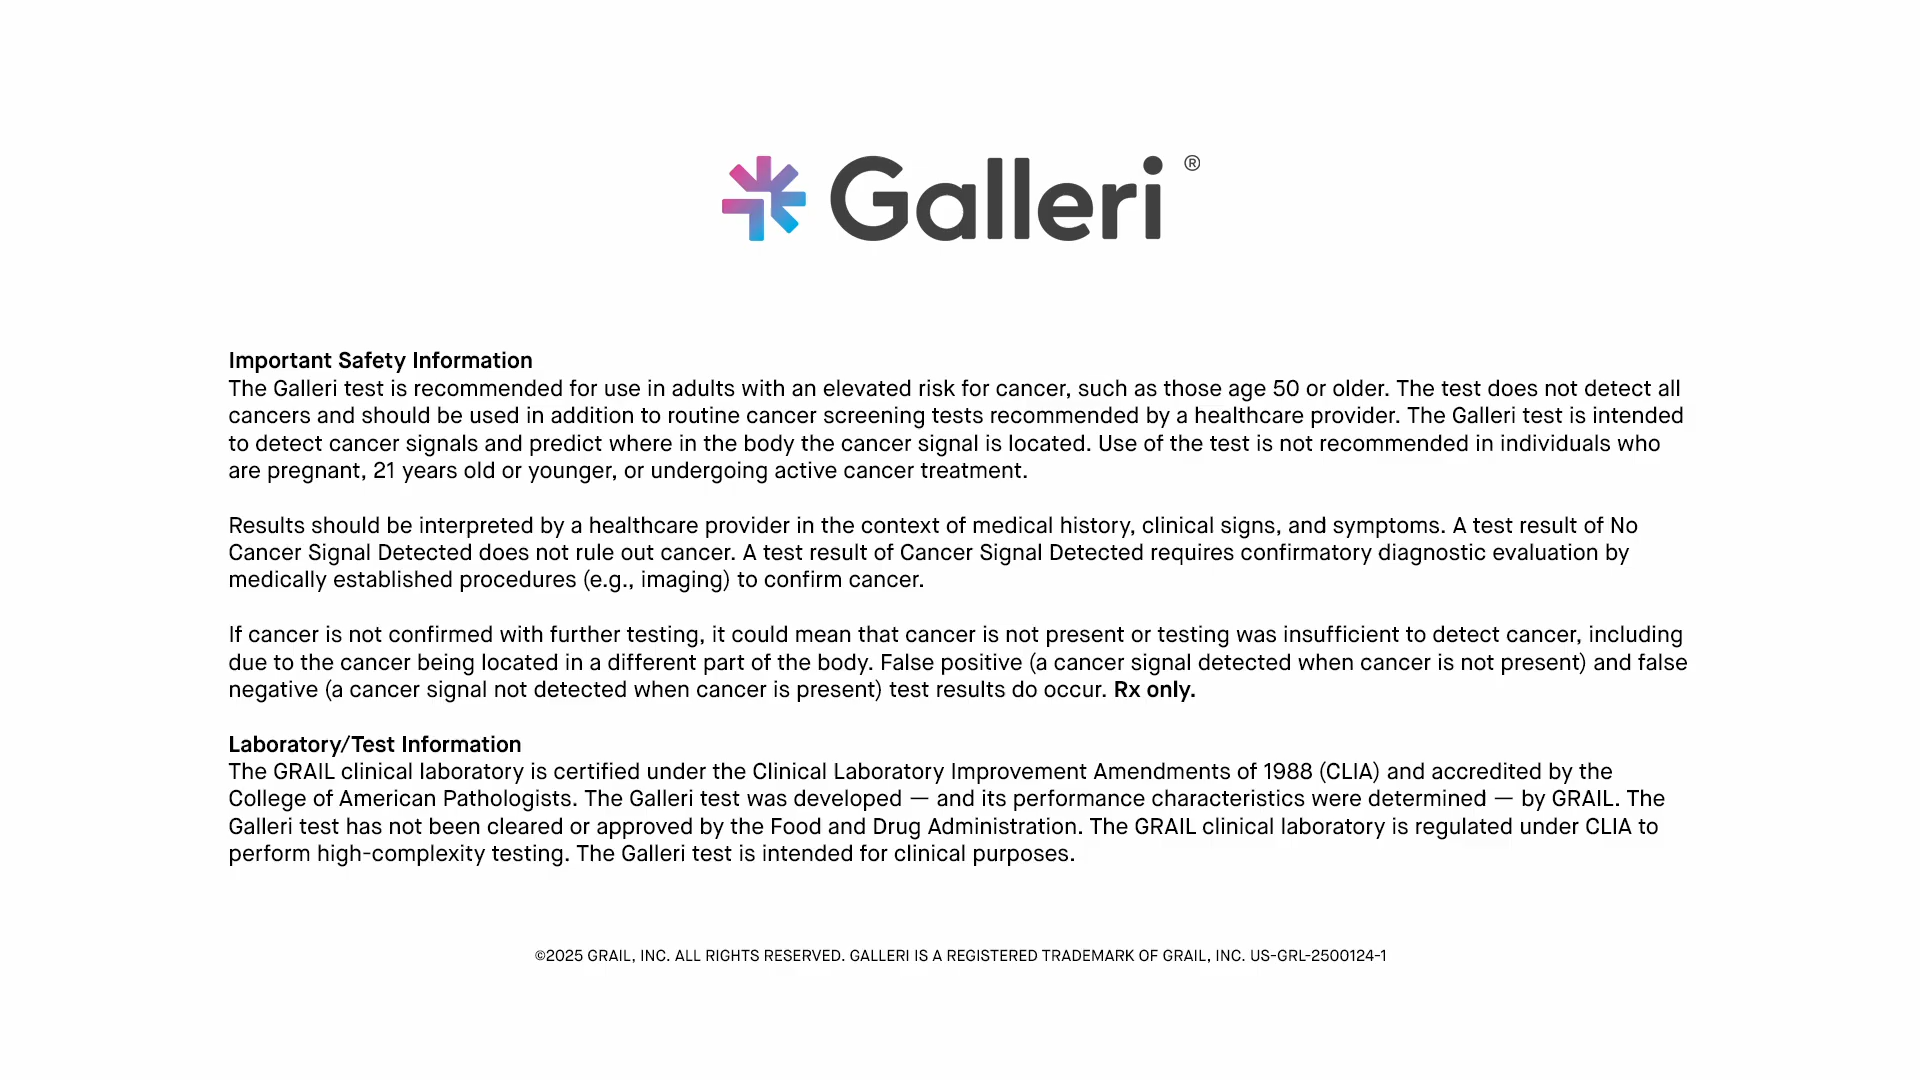 Galleri ®
Important Safety Information
The Galleri test is recommended for use in adults with an elevated risk for cancer, such as those age 50 or older. The test does not detect all
cancers and should be used in addition to routine cancer screening tests recommended by a healthcare provider. The Galleri test is intended
to detect cancer signals and predict where in the body the cancer signal is located. Use of the test is not recommended in individuals who
are pregnant, 21 years old or younger, or undergoing active cancer treatment.
Results should be interpreted by a healthcare provider in the context of medical history, clinical signs, and symptoms. A test result of No
Cancer Signal Detected does not rule out cancer. A test result of Cancer Signal Detected requires confirmatory diagnostic evaluation by
medically established procedures (e.g., imaging) to confirm cancer.
If cancer is not confirmed with further testing, it could mean that cancer is not present or testing was insufficient to detect cancer, including
due to the cancer being located in a different part of the body. False positive (a cancer signal detected when cancer is not present) and false
negative (a cancer signal not detected when cancer is present) test results do occur. Rx only.
Laboratory/Test Information
The GRAIL clinical laboratory is certified under the Clinical Laboratory Improvement Amendments of 1988 (CLIA) and accredited by the
College of American Pathologists. The Galleri test was developed — and its performance characteristics were determined — by GRAIL. The
Galleri test has not been cleared or approved by the Food and Drug Administration. The GRAIL clinical laboratory is regulated under CLIA to
perform high-complexity testing. The Galleri test is intended for clinical purposes.
©2025 GRAIL, INC. ALL RIGHTS RESERVED. GALLERI IS A REGISTERED TRADEMARK OF GRAIL, INC. US-GRL-2500124-1